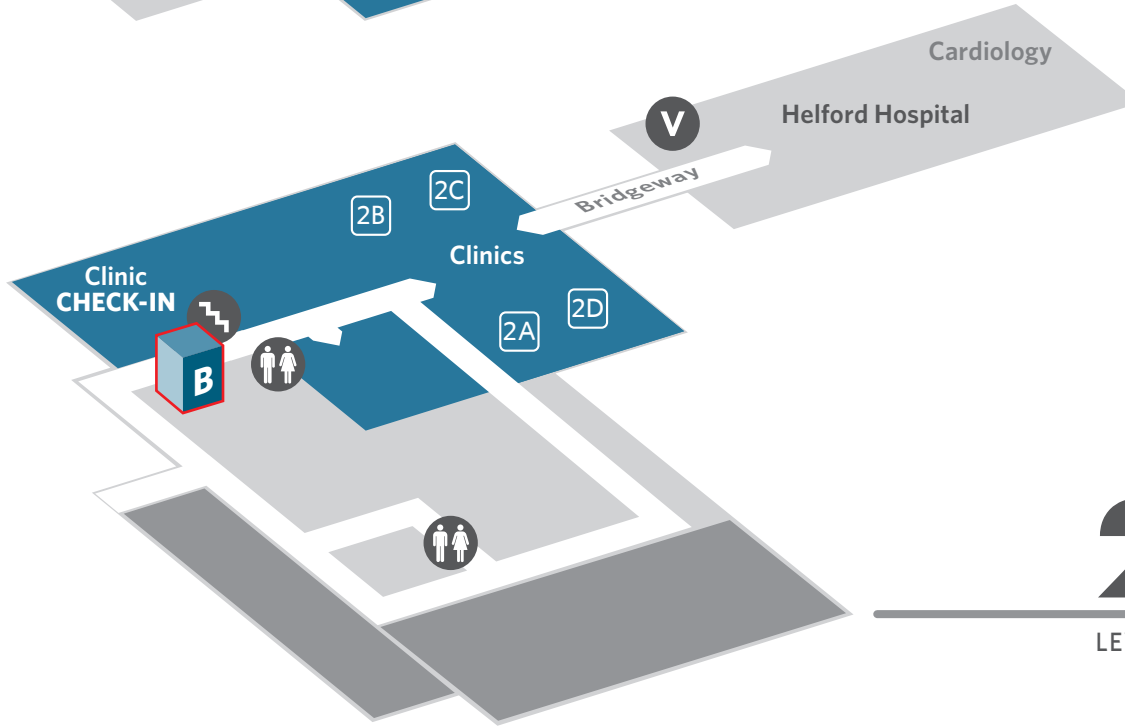 Cardiology
Helford Hospital
V
Bridgeway
2C
2B
Clinics
Clinic
CHECK-IN
2D
2A
B
LE